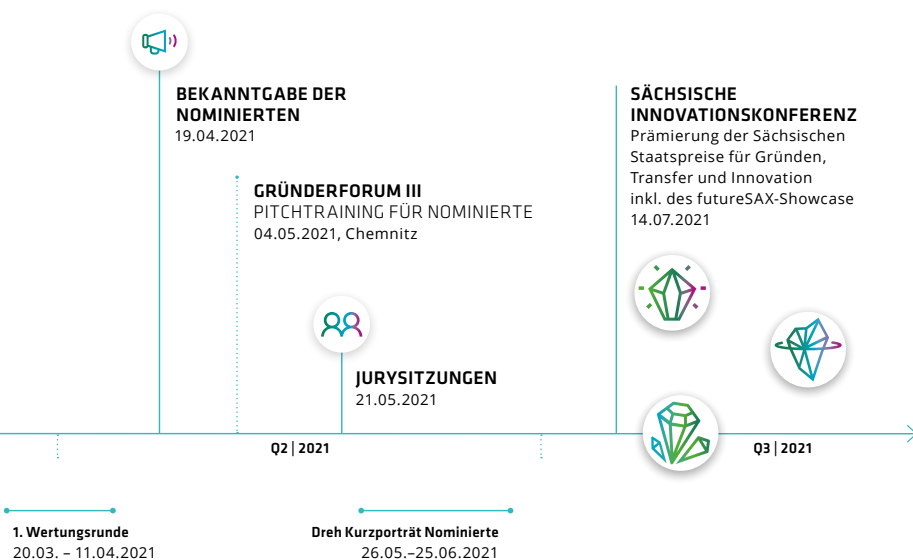 BEKANNTGABE DER
NOMINIERTEN
19.04.2021
GRÜNDERFORUM III
PITCHTRAINING FÜR NOMINIERTE
04.05.2021, Chemnitz
JURYSITZUNGEN
21.05.2021
SÄCHSISCHE
INNOVATIONSKONFERENZ
Prämierung der Sächsischen
Staatspreise für Gründen,
Transfer und Innovation
inkl. des futureSAX-Showcase
14.07.2021
Q2 | 2021
Q3 | 2021
1. Wertungsrunde
20.03. – 11.04.2021
Dreh Kurzporträt Nominierte
26.05.–25.06.2021